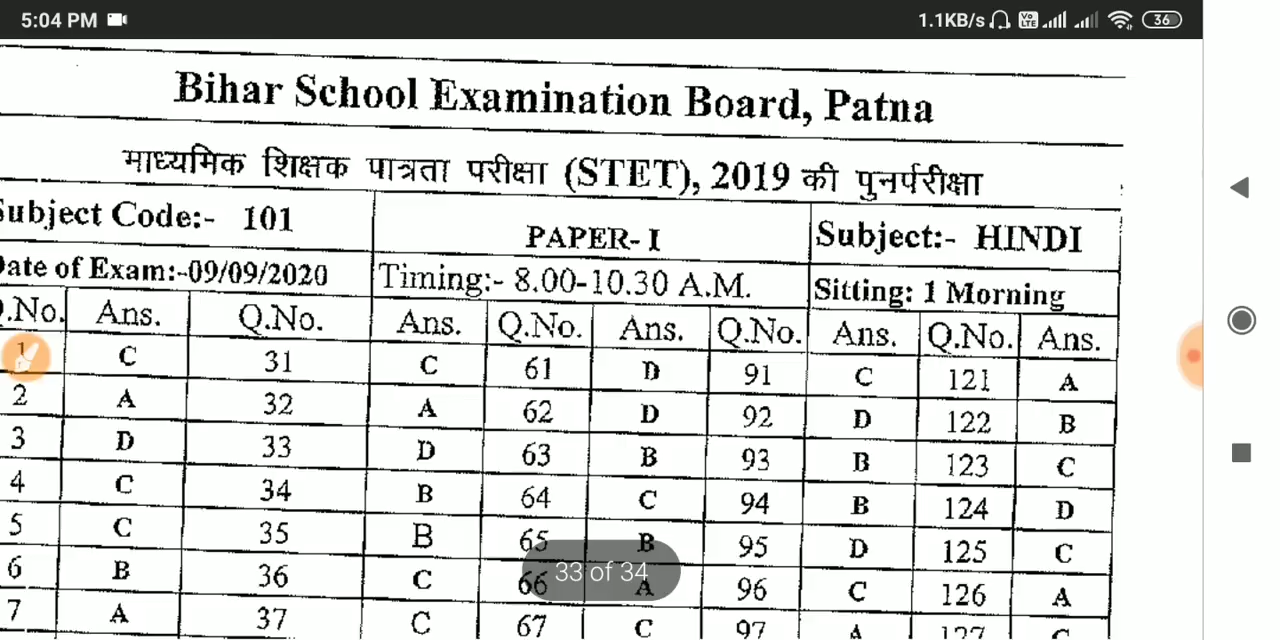 5:04 PM 1.1KB/s Vo LTE 36
Bihar School Examination Board, Patna
माध्यमिक शिक्षक पात्रता परीक्षा (STET), 2019 की पुनर्परीक्षा
Subject Code:- 101 PAPER- I Subject:- HINDI
Date of Exam:-09/09/2020 Timing:- 8.00-10.30 A.M. Sitting: 1 Morning
Q.No. Ans. Q.No. Ans. Q.No. Ans. Q.No. Ans. Q.No. Ans.
1 C 31 C 61 D 91 C 121 A
2 A 32 A 62 D 92 D 122 B
3 D 33 D 63 B 93 B 123 C
4 C 34 B 64 C 94 B 124 D
5 C 35 B 65 B 95 D 125 C
6 B 36 C 66 A 96 C 126 A
33 of 34
7 A 37 C 67 C 97 A 127 C